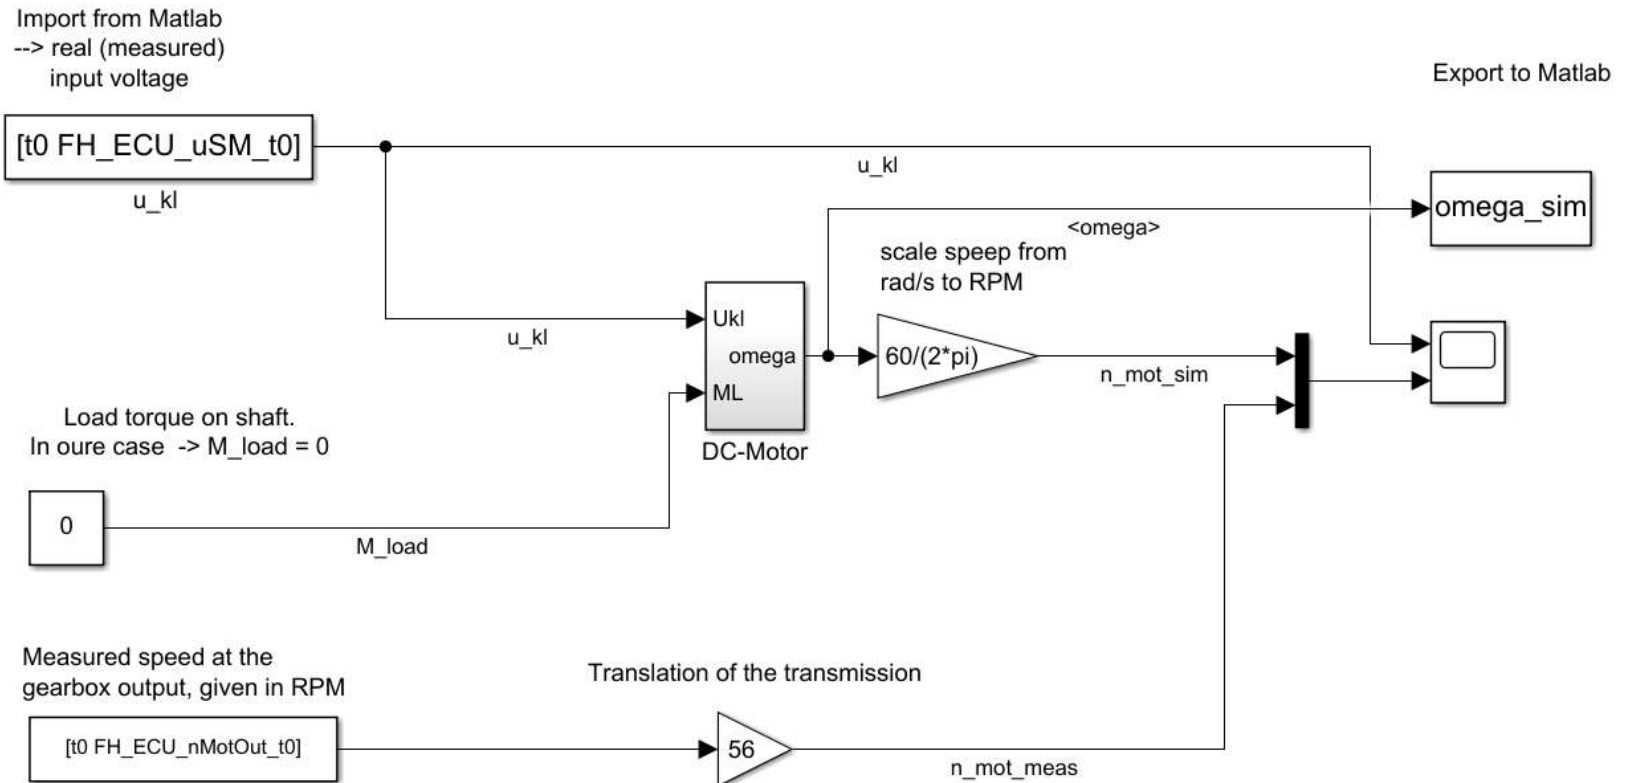 Import from Matlab
--> real (measured)
input voltage
Export to Matlab
[t0 FH_ECU_uSM_t0]
u_kl
u_kl
omega_sim
<omega>
scale speep from
rad/s to RPM
Ukl
u_kl
omega
60/(2*pi)
n_mot_sim
ML
DC-Motor
Load torque on shaft.
In oure case -> M_load = 0
0
M_load
Measured speed at the
gearbox output, given in RPM
Translation of the transmission
[t0 FH_ECU_nMotOut_t0]
56
n_mot_meas